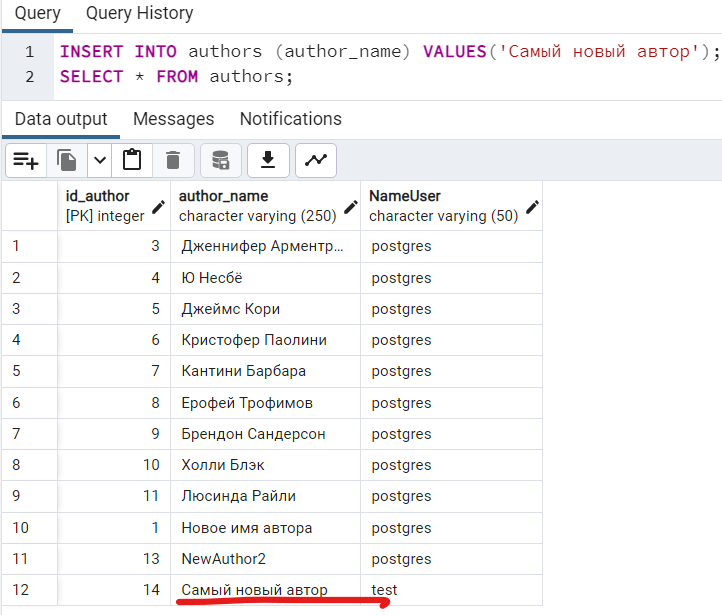 Query Query History
1 INSERT INTO authors (author_name) VALUES('Самый новый автор');
2 SELECT * FROM authors;
Data output Messages Notifications
id_author author_name NameUser
[PK] integer character varying (250) character varying (50)
1 3 Дженнифер Арментр... postgres
2 4 Ю Несбё postgres
3 5 Джеймс Кори postgres
4 6 Кристофер Паолини postgres
5 7 Кантини Барбара postgres
6 8 Ерофей Трофимов postgres
7 9 Брендон Сандерсон postgres
8 10 Холли Блэк postgres
9 11 Люсинда Райли postgres
10 1 Новое имя автора postgres
11 13 NewAuthor2 postgres
12 14 Самый новый автор test